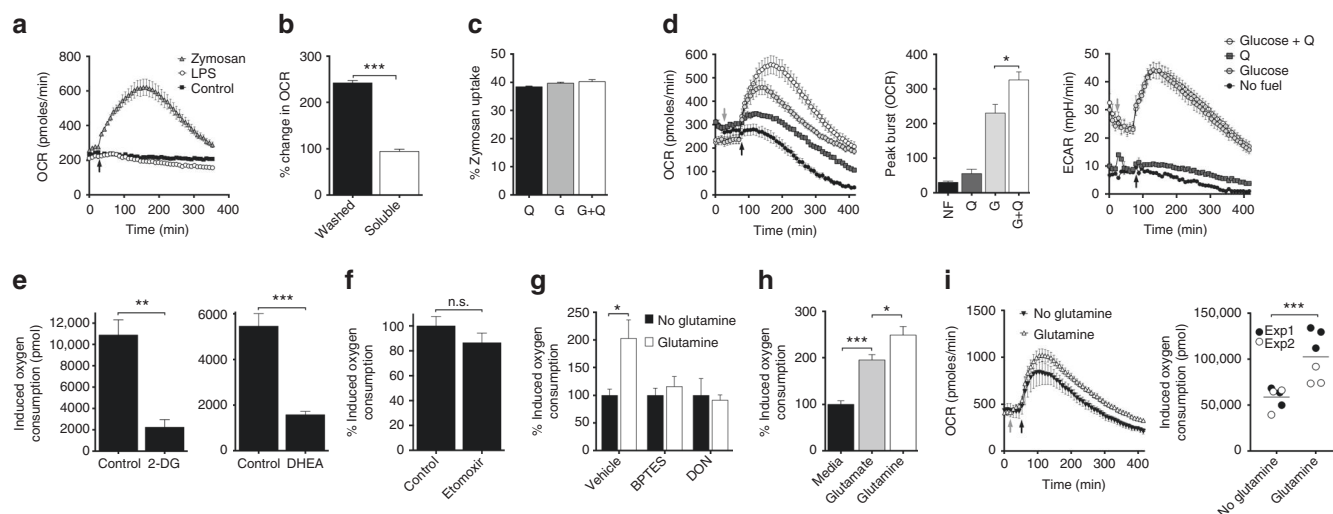 a
800
600
400
200
0
OCR (pmoles/min)
0 100 200 300 400
Time (min)
Zymosan
LPS
Control
b
300
200
100
0
% change in OCR
***
Washed
Soluble
c
50
40
30
20
10
0
% Zymosan uptake
Q G G+Q
d
700
600
500
400
300
200
100
0
OCR (pmoles/min)
0 100 200 300 400
Time (min)
400
300
200
100
0
Peak burst (OCR)
*
NF
Q
G
G+Q
50
40
30
20
10
0
ECAR (mpH/min)
0 100 200 300 400
Time (min)
Glucose + Q
Q
Glucose
No fuel
e
Induced oxygen
consumption (pmol)
12,000
10,000
8000
6000
4000
2000
0
**
Control 2-DG
6000
4000
2000
0
***
Control DHEA
f
% Induced oxygen
consumption
120
100
80
60
40
20
0
n.s.
Control
Etomoxir
g
% Induced oxygen
consumption
300
200
100
0
*
No glutamine
Glutamine
Vehicle
BPTES
DON
h
% Induced oxygen
consumption
300
200
100
0
***
*
Media
Glutamate
Glutamine
i
OCR (pmoles/min)
1500
1000
500
0
No glutamine
Glutamine
0 100 200 300 400
Time (min)
Induced oxygen
consumption (pmol)
150,000
100,000
50,000
0
***
Exp1
Exp2
No glutamine
Glutamine